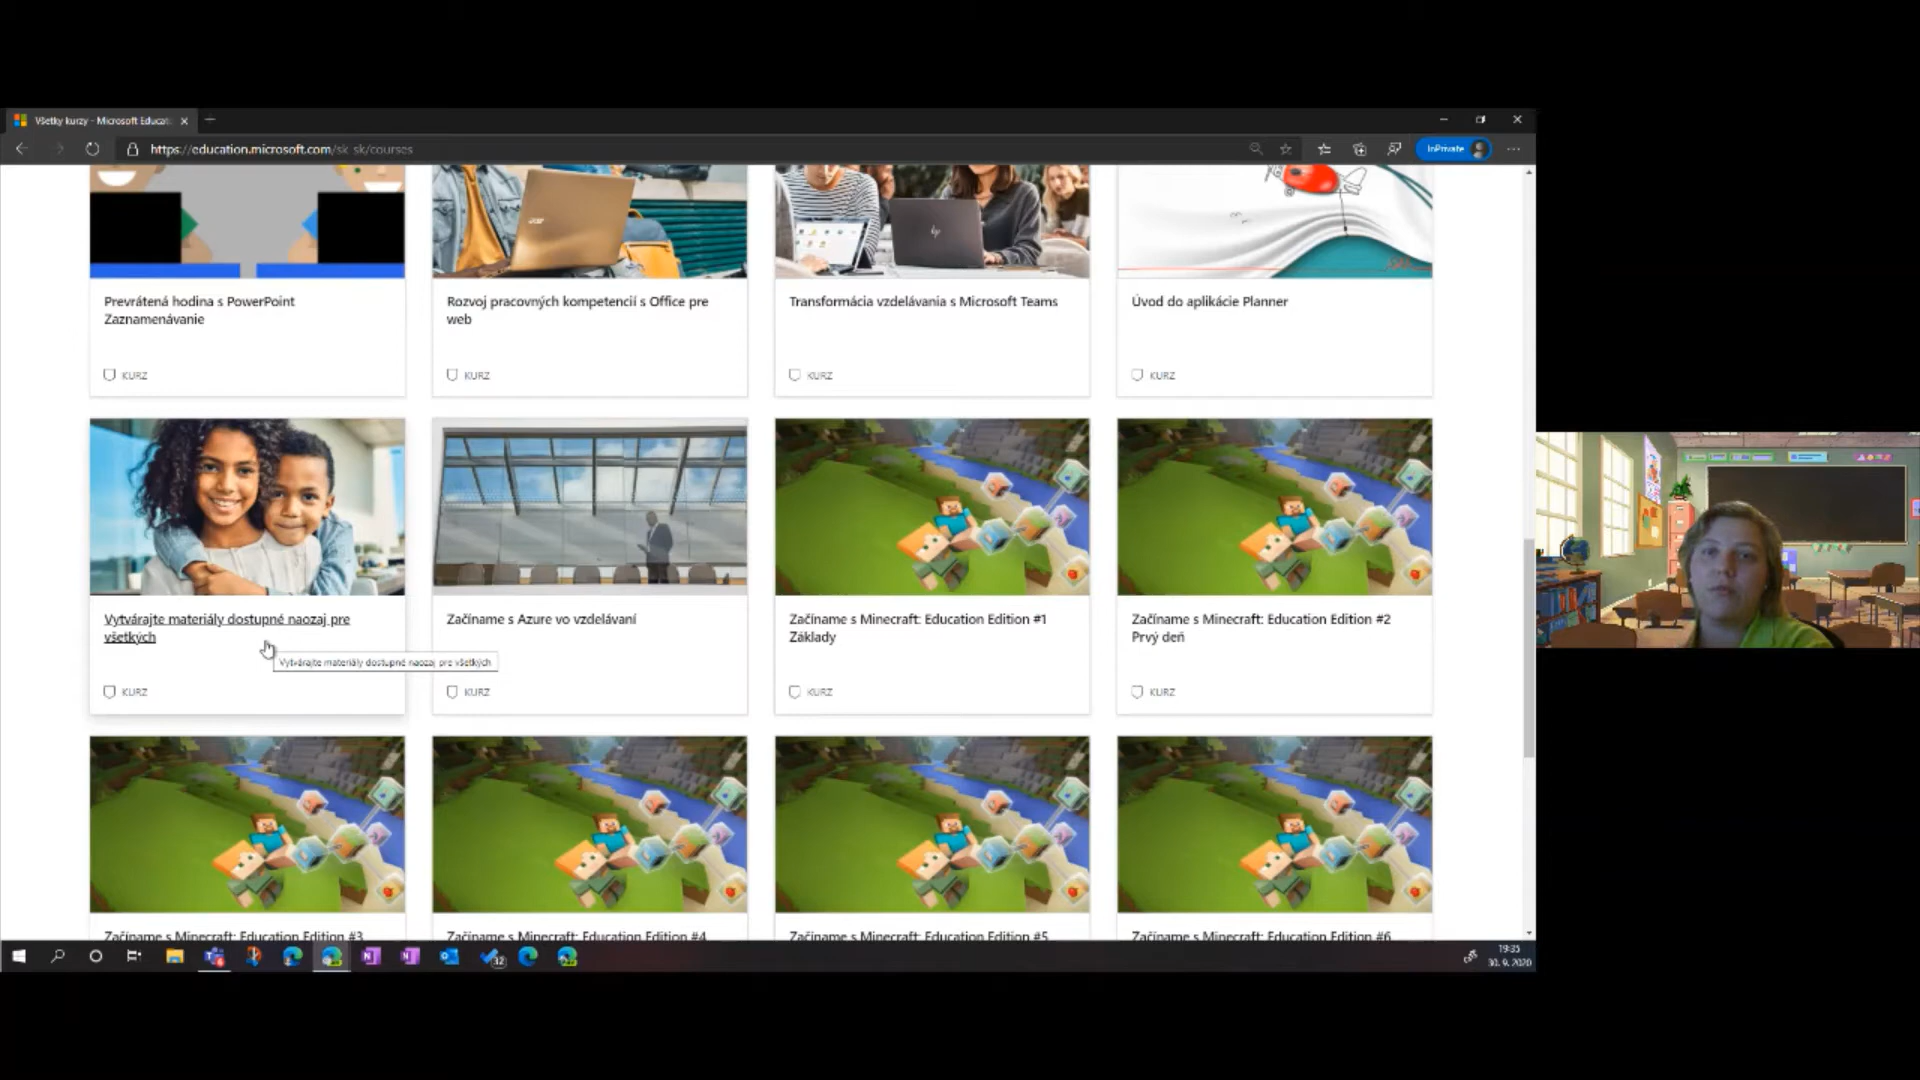 Všetky kurzy - Microsoft Educat
https://education.microsoft.com/sk-sk/courses
InPrivate
acer
hp
Prevrátená hodina s PowerPoint
Zaznamenávanie
KURZ
Rozvoj pracovných kompetencií s Office pre
web
KURZ
Transformácia vzdelávania s Microsoft Teams
KURZ
Úvod do aplikácie Planner
KURZ
Vytvárajte materiály dostupné naozaj pre
všetkých
Vytvárajte materiály dostupné naozaj pre všetkých
KURZ
Začíname s Azure vo vzdelávaní
KURZ
Začíname s Minecraft: Education Edition #1
Základy
KURZ
Začíname s Minecraft: Education Edition #2
Prvý deň
KURZ
Začíname s Minecraft: Education Edition #3
Začíname s Minecraft: Education Edition #4
Začíname s Minecraft: Education Edition #5
Začíname s Minecraft: Education Edition #6
32
19:35
30. 9. 2020